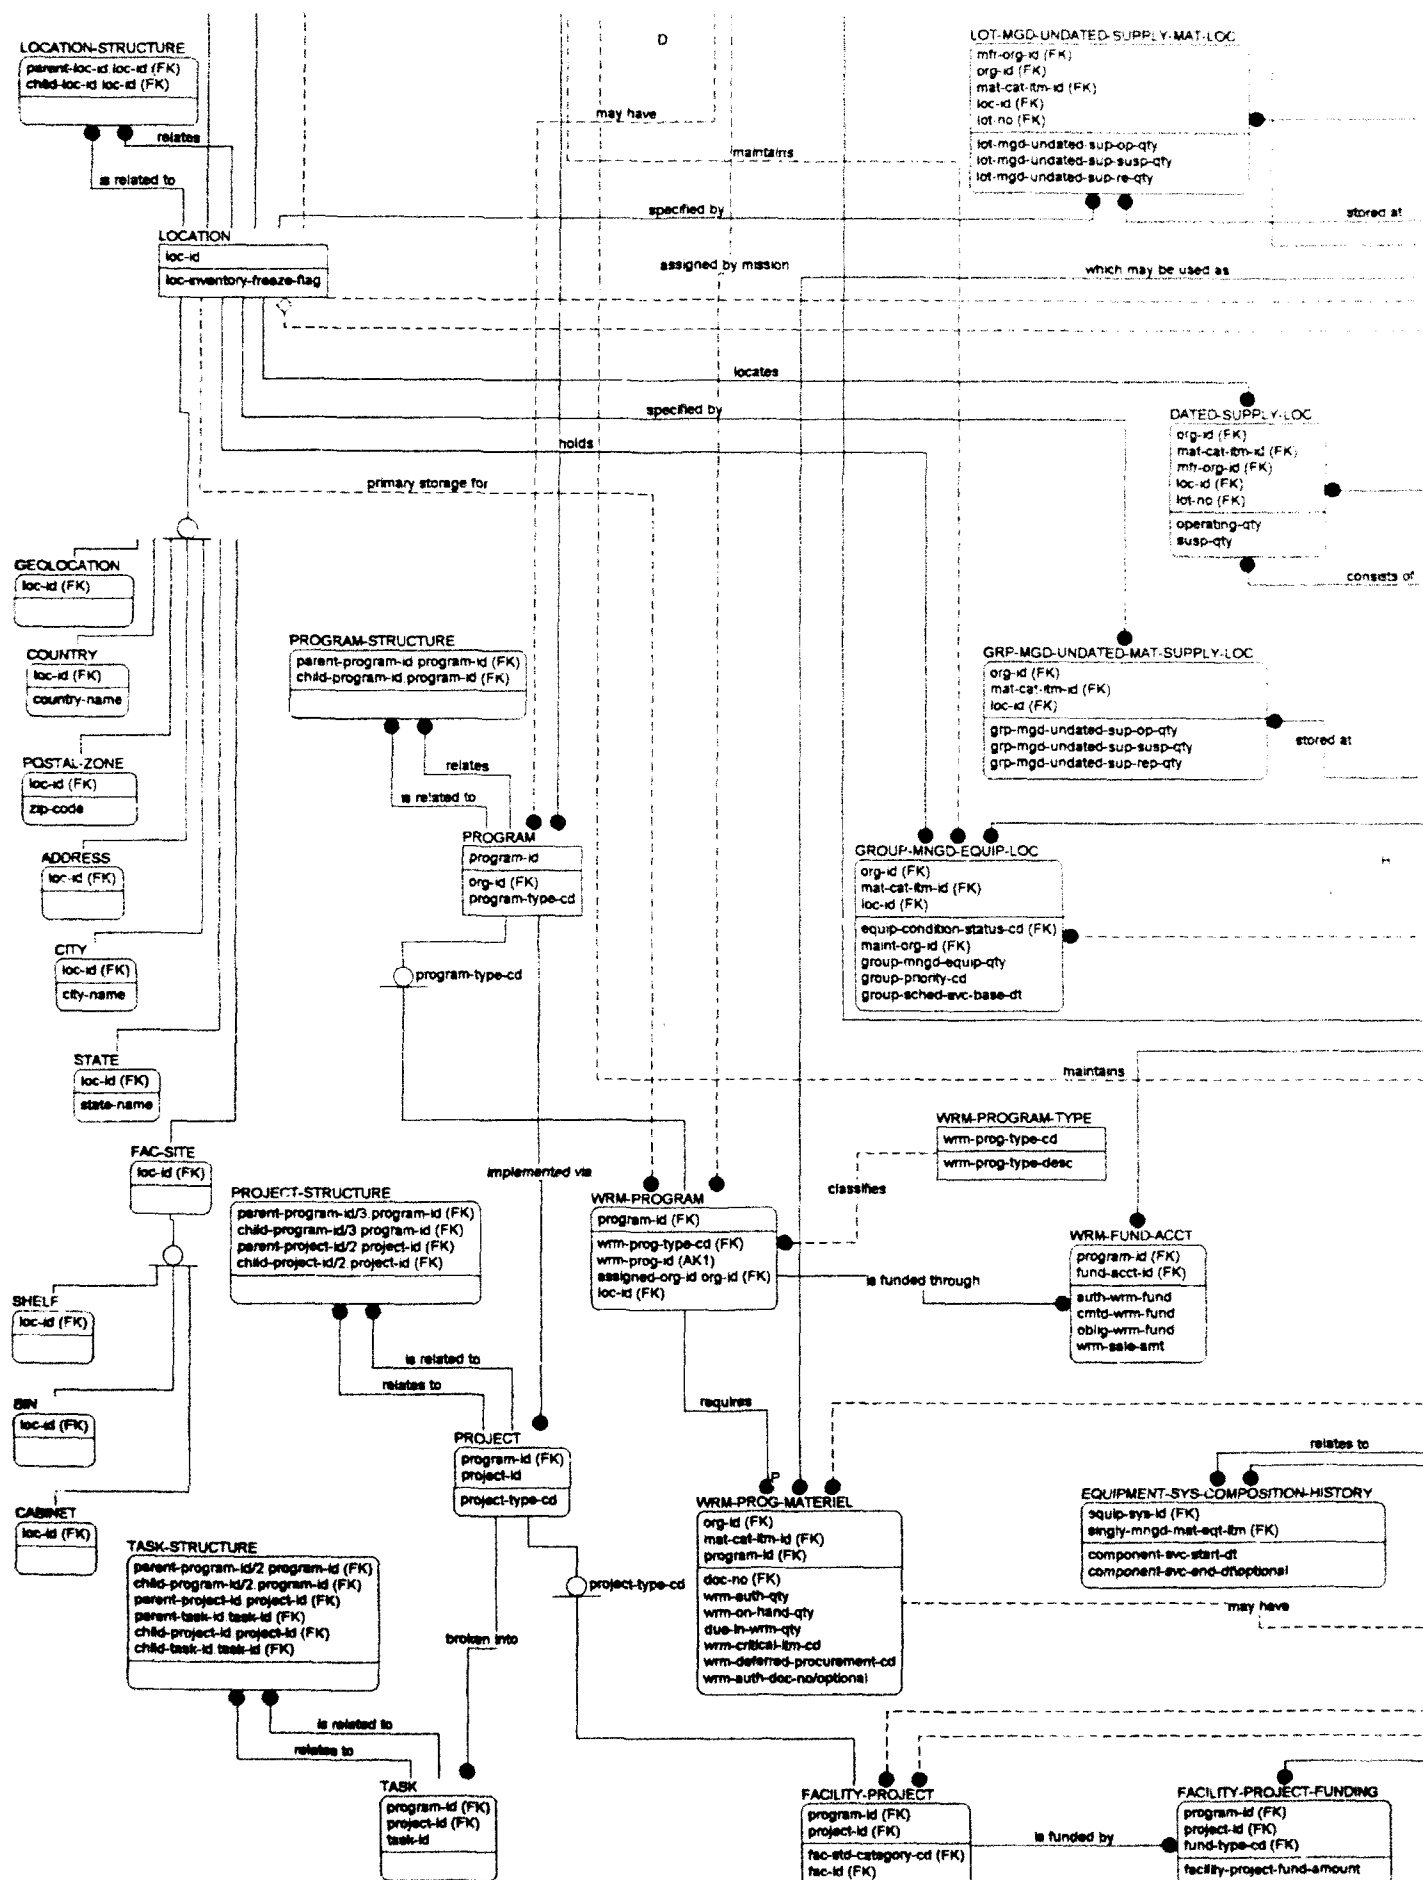 D
LOCATION-STRUCTURE
parent-loc-id.loc-id (FK)
child-loc-id.loc-id (FK)
relates
is related to
LOCATION
loc-id
loc-inventory-freeze-flag
may have
maintains
specified by
assigned by mission
which may be used as
stored at
LOT-MGD-UNDATED-SUPPLY-MAT-LOC
mfr-org-id (FK)
org-id (FK)
mat-cat-itm-id (FK)
loc-id (FK)
lot-no (FK)
lot-mgd-undated-sup-op-qty
lot-mgd-undated-sup-susp-qty
lot-mgd-undated-sup-re-qty
locates
specified by
holds
primary storage for
DATED-SUPPLY-LOC
org-id (FK)
mat-cat-itm-id (FK)
mfr-org-id (FK)
loc-id (FK)
lot-no (FK)
operating-qty
susp-qty
consists of
GEOLOCATION
loc-id (FK)
COUNTRY
loc-id (FK)
country-name
POSTAL-ZONE
loc-id (FK)
zip-code
ADDRESS
loc-id (FK)
CITY
loc-id (FK)
city-name
STATE
loc-id (FK)
state-name
FAC-SITE
loc-id (FK)
SHELF
loc-id (FK)
BIN
loc-id (FK)
CABINET
loc-id (FK)
PROGRAM-STRUCTURE
parent-program-id.program-id (FK)
child-program-id.program-id (FK)
relates
is related to
PROGRAM
program-id
org-id (FK)
program-type-cd
program-type-cd
implemented via
GRP-MGD-UNDATED-MAT-SUPPLY-LOC
org-id (FK)
mat-cat-itm-id (FK)
loc-id (FK)
grp-mgd-undated-sup-op-qty
grp-mgd-undated-sup-susp-qty
grp-mgd-undated-sup-rep-qty
stored at
GROUP-MNGD-EQUIP-LOC
org-id (FK)
mat-cat-itm-id (FK)
loc-id (FK)
equip-condition-status-cd (FK)
maint-org-id (FK)
group-mngd-equip-qty
group-priority-cd
group-sched-svc-base-dt
H
maintains
WRM-PROGRAM-TYPE
wrm-prog-type-cd
wrm-prog-type-desc
classifies
WRM-PROGRAM
program-id (FK)
wrm-prog-type-cd (FK)
wrm-prog-id (AK1)
assigned-org-id.org-id (FK)
loc-id (FK)
is funded through
WRM-FUND-ACCT
program-id (FK)
fund-acct-id (FK)
auth-wrm-fund
cmtd-wrm-fund
oblig-wrm-fund
wrm-sale-amt
PROJECT-STRUCTURE
parent-program-id/3.program-id (FK)
child-program-id/3.program-id (FK)
parent-project-id/2.project-id (FK)
child-project-id/2.project-id (FK)
is related to
relates to
PROJECT
program-id (FK)
project-id
project-type-cd
project-type-cd
broken into
requires
P
WRM-PROG-MATERIEL
org-id (FK)
mat-cat-itm-id (FK)
program-id (FK)
doc-no (FK)
wrm-auth-qty
wrm-on-hand-qty
due-in-wrm-qty
wrm-critical-itm-cd
wrm-deferred-procurement-cd
wrm-auth-doc-no/optional
relates to
EQUIPMENT-SYS-COMPOSITION-HISTORY
equip-sys-id (FK)
singly-mngd-mat-eqt-itm (FK)
component-svc-start-dt
component-svc-end-dt/optional
may have
TASK-STRUCTURE
parent-program-id/2.program-id (FK)
child-program-id/2.program-id (FK)
parent-project-id.project-id (FK)
parent-task-id.task-id (FK)
child-project-id.project-id (FK)
child-task-id.task-id (FK)
is related to
relates to
TASK
program-id (FK)
project-id (FK)
task-id
FACILITY-PROJECT
program-id (FK)
project-id (FK)
fac-std-category-cd (FK)
fac-id (FK)
is funded by
FACILITY-PROJECT-FUNDING
program-id (FK)
project-id (FK)
fund-type-cd (FK)
facility-project-fund-amount